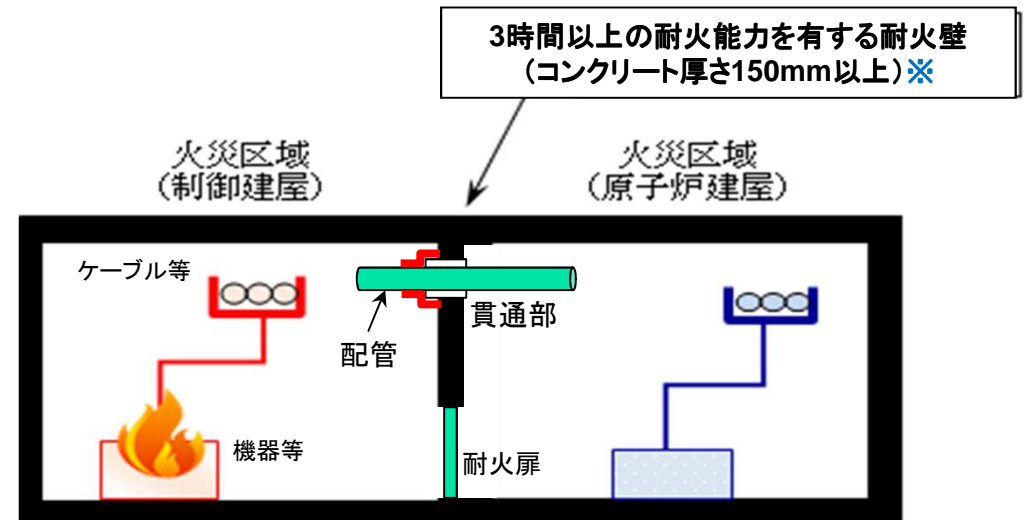 3時間以上の耐火能力を有する耐火壁
（コンクリート厚さ150mm以上）※
火災区域
（制御建屋）
火災区域
（原子炉建屋）
ケーブル等
貫通部
配管
機器等
耐火扉